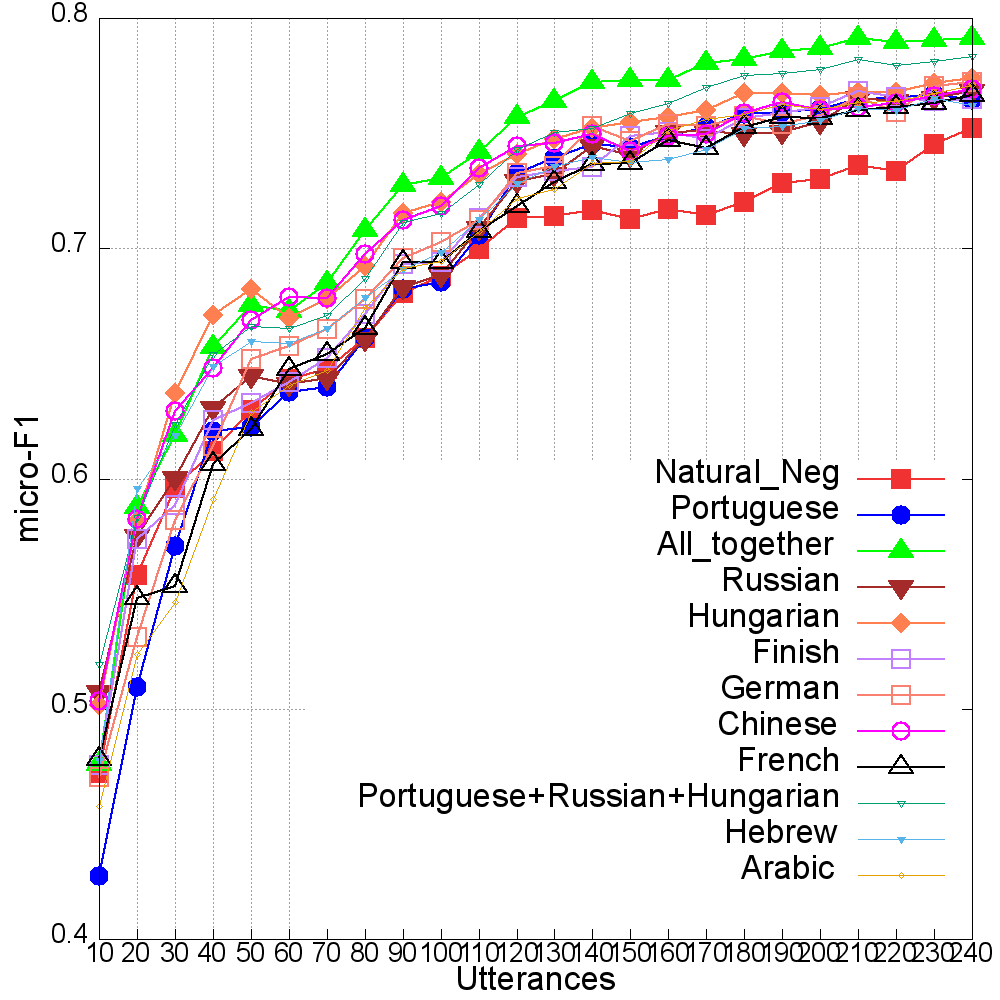 0.8
0.7
0.6
0.5
0.4
micro-F1
Natural_Neg
Portuguese
All_together
Russian
Hungarian
Finish
German
Chinese
French
Portuguese+Russian+Hungarian
Hebrew
Arabic
10 20 30 40 50 60 70 80 90 100 110 120 130 140 150 160 170 180 190 200 210 220 230 240
Utterances